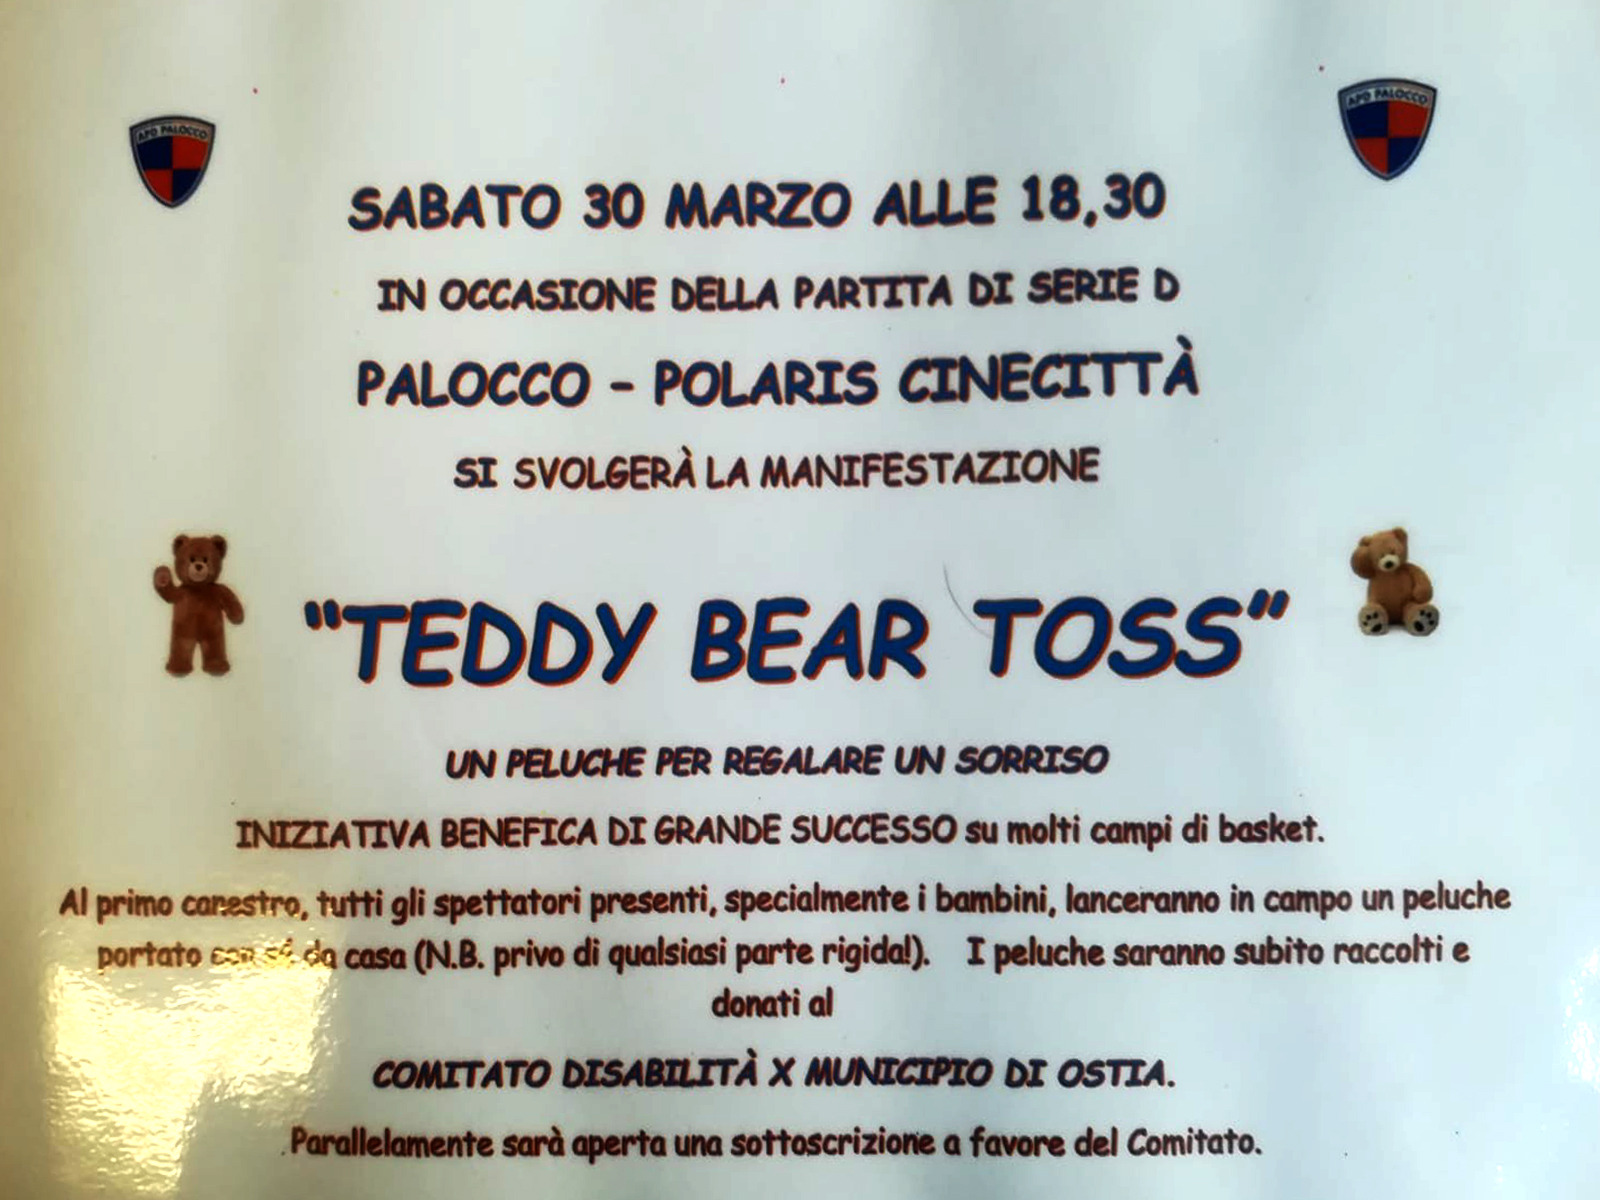 APD PALOCCO
APD PALOCCO
SABATO 30 MARZO ALLE 18,30
IN OCCASIONE DELLA PARTITA DI SERIE D
PALOCCO – POLARIS CINECITTÀ
SI SVOLGERÀ LA MANIFESTAZIONE
“TEDDY BEAR TOSS”
UN PELUCHE PER REGALARE UN SORRISO
INIZIATIVA BENEFICA DI GRANDE SUCCESSO su molti campi di basket.
Al primo canestro, tutti gli spettatori presenti, specialmente i bambini, lanceranno in campo un peluche
portato con sé da casa (N.B. privo di qualsiasi parte rigida!). I peluche saranno subito raccolti e
donati al
COMITATO DISABILITÀ X MUNICIPIO DI OSTIA.
Parallelamente sarà aperta una sottoscrizione a favore del Comitato.